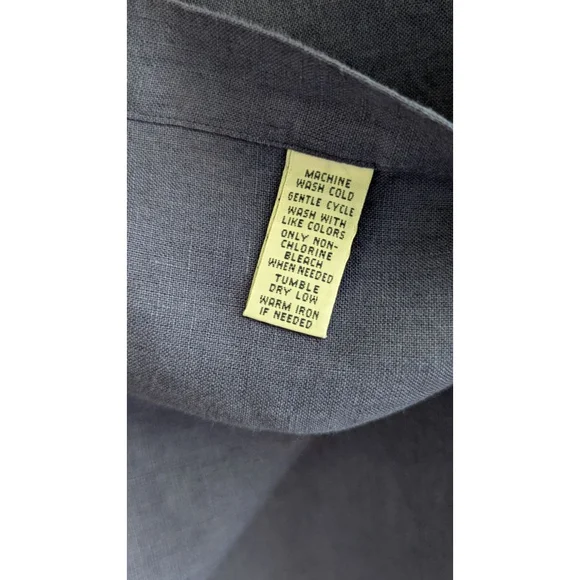 MACHINE
WASH COLD
GENTLE CYCLE
WASH WITH
LIKE COLORS
ONLY NON-
CHLORINE
BLEACH
WHEN NEEDED
TUMBLE
DRY LOW
WARM IRON
IF NEEDED